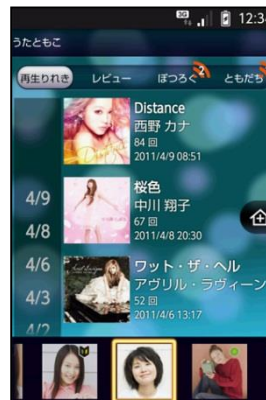 3G
12:3
うたともこ
再生りれき
レビュー
ぼつろぐ
2
ともだち
Distance
西野 カナ
84 回
2011/4/9 08:51
桜色
中川 翔子
67 回
2011/4/8 20:30
ワット・ザ・ヘル
アヴリル・ラヴィーン
52 回
2011/4/6 13:17
4/9
4/8
4/6
4/3
4/2